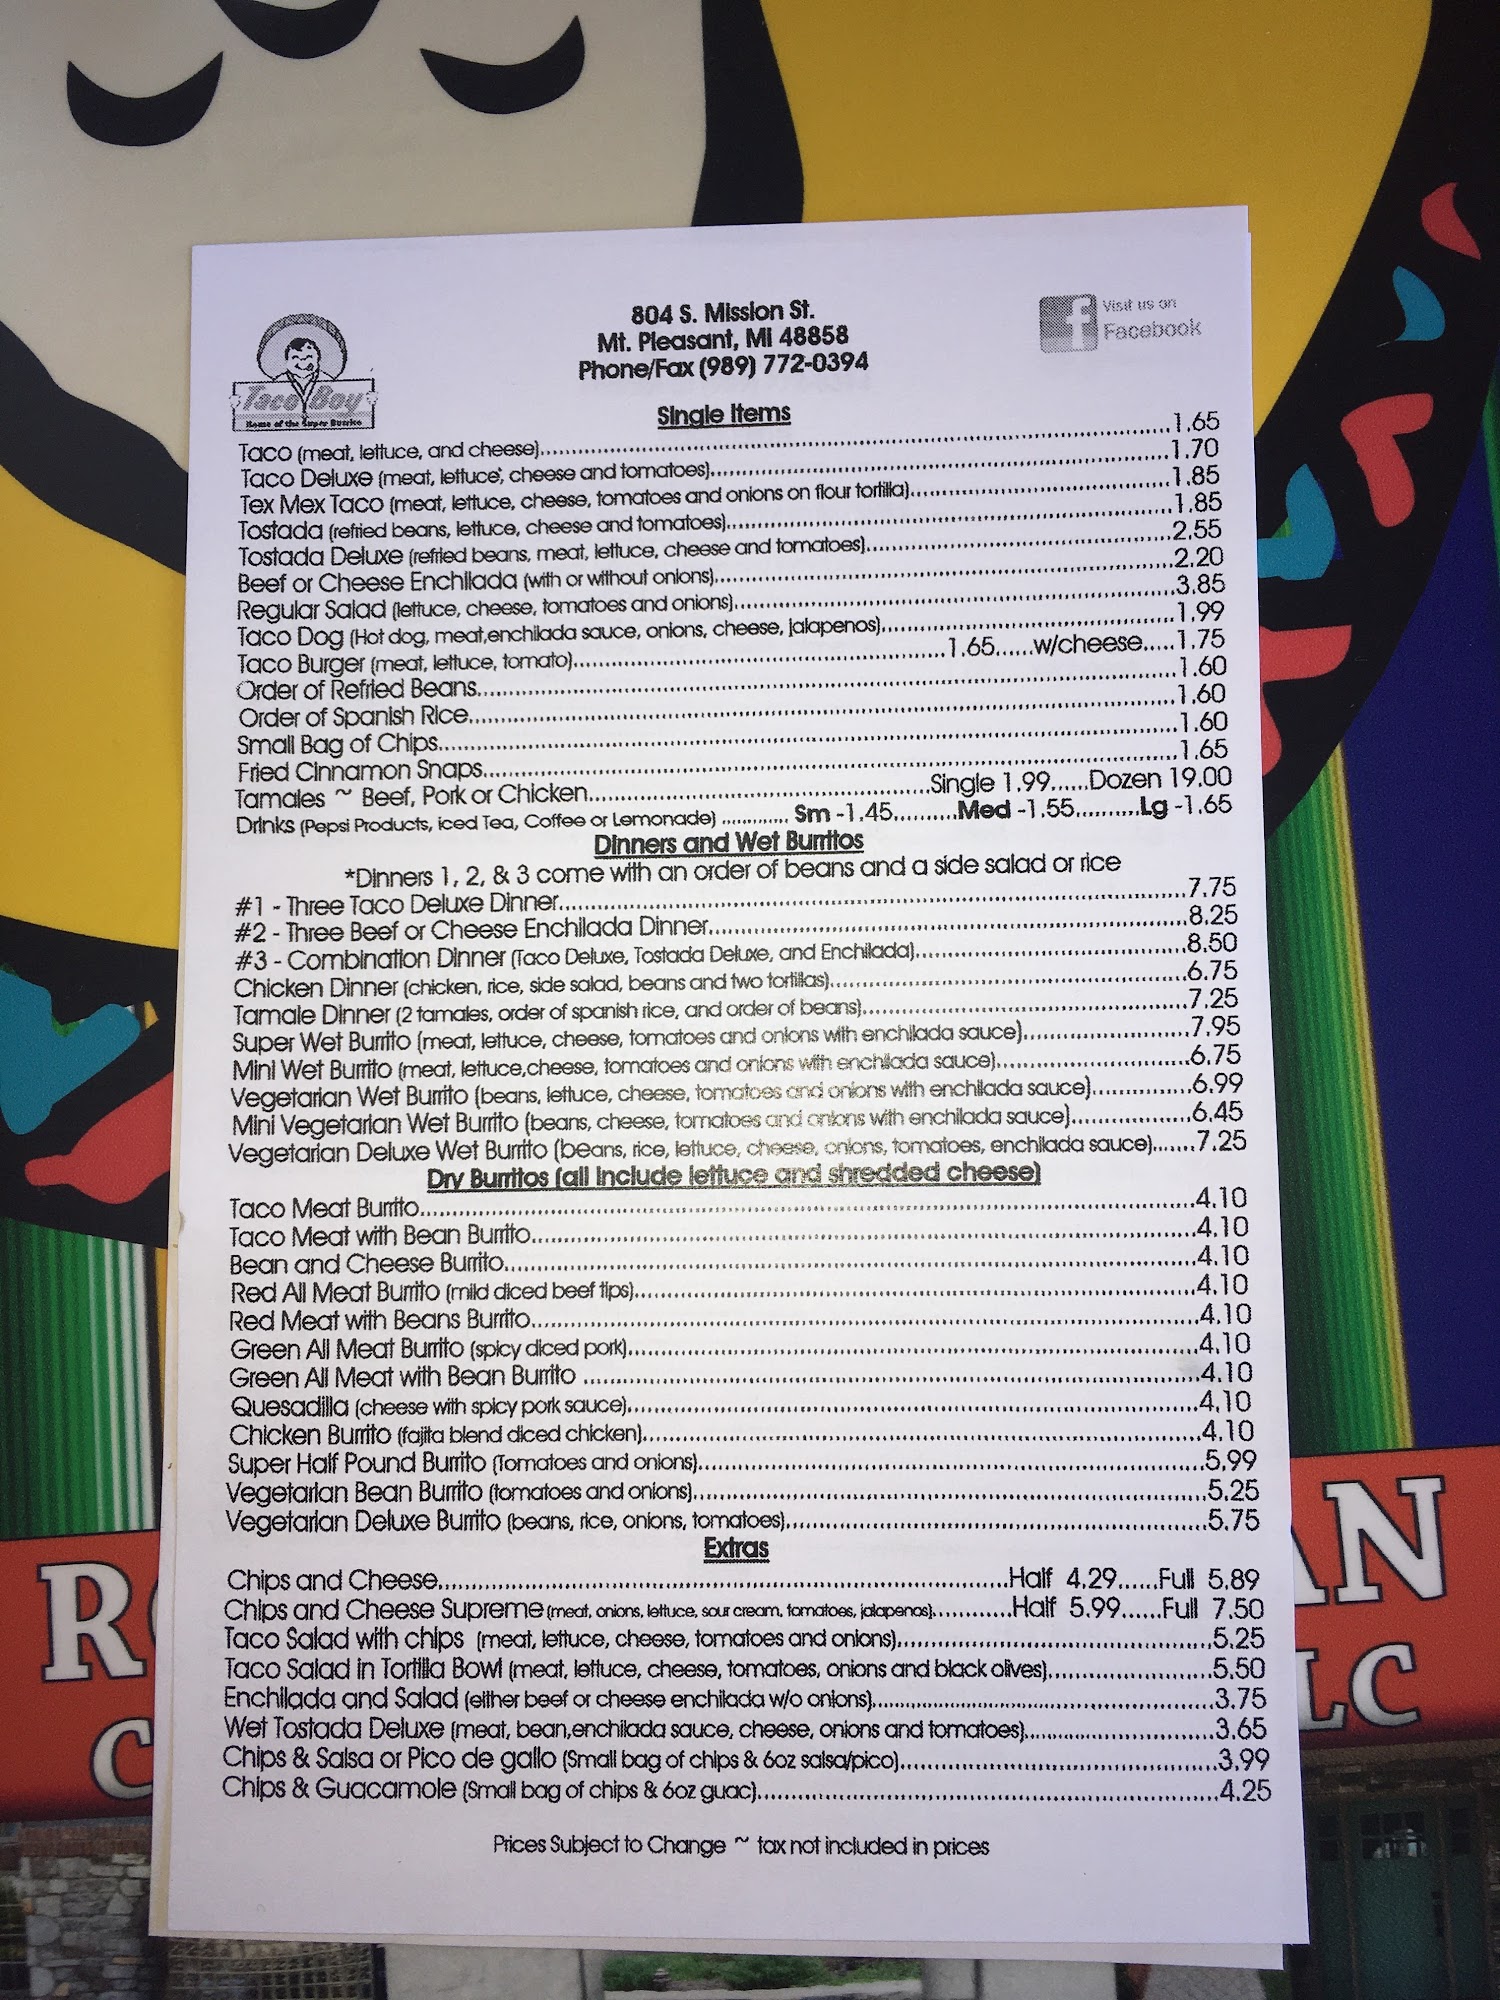 804 S. Mission St.
Mt. Pleasant, MI 48858
Phone/Fax (989) 772-0394
Visit us on
Facebook
Taco Boy
Home of the Super Burrito
Single Items
Taco (meat, lettuce, and cheese)....1.65
Taco Deluxe (meat, lettuce, cheese and tomatoes)....1.70
Tex Mex Taco (meat, lettuce, cheese, tomatoes and onions on flour tortilla)....1.85
Tostada (refried beans, lettuce, cheese and tomatoes)....1.85
Tostada Deluxe (refried beans, meat, lettuce, cheese and tomatoes)....2.55
Beef or Cheese Enchilada (with or without onions)....2.20
Regular Salad (lettuce, cheese, tomatoes and onions)....3.85
Taco Dog (Hot dog, meat,enchilada sauce, onions, cheese, jalapenos)....1.99
Taco Burger (meat, lettuce, tomato)....1.65......w/cheese.....1.75
Order of Refried Beans....1.60
Order of Spanish Rice....1.60
Small Bag of Chips....1.60
Fried Cinnamon Snaps....1.65
Tamales ~ Beef, Pork or Chicken....Single 1.99......Dozen 19.00
Drinks (Pepsi Products, iced Tea, Coffee or Lemonade) ............. Sm -1.45..........Med -1.55..........Lg -1.65
Dinners and Wet Burritos
*Dinners 1, 2, & 3 come with an order of beans and a side salad or rice
#1 - Three Taco Deluxe Dinner....7.75
#2 - Three Beef or Cheese Enchilada Dinner....8.25
#3 - Combination Dinner (Taco Deluxe, Tostada Deluxe, and Enchilada)....8.50
Chicken Dinner (chicken, rice, side salad, beans and two tortillas)....6.75
Tamale Dinner (2 tamales, order of spanish rice, and order of beans)....7.25
Super Wet Burrito (meat, lettuce, cheese, tomatoes and onions with enchilada sauce)....7.95
Mini Wet Burrito (meat, lettuce,cheese, tomatoes and onions with enchilada sauce)....6.75
Vegetarian Wet Burrito (beans, lettuce, cheese, tomatoes and onions with enchilada sauce)....6.99
Mini Vegetarian Wet Burrito (beans, cheese, tomatoes and onions with enchilada sauce)....6.45
Vegetarian Deluxe Wet Burrito (beans, rice, lettuce, cheese, onions, tomatoes, enchilada sauce)......7.25
Dry Burritos (all include lettuce and shredded cheese)
Taco Meat Burrito....4.10
Taco Meat with Bean Burrito....4.10
Bean and Cheese Burrito....4.10
Red All Meat Burrito (mild diced beef tips)....4.10
Red Meat with Beans Burrito....4.10
Green All Meat Burrito (spicy diced pork)....4.10
Green All Meat with Bean Burrito ....4.10
Quesadilla (cheese with spicy pork sauce)....4.10
Chicken Burrito (fajita blend diced chicken)....4.10
Super Half Pound Burrito (Tomatoes and onions)....5.99
Vegetarian Bean Burrito (tomatoes and onions)....5.25
Vegetarian Deluxe Burrito (beans, rice, onions, tomatoes)....5.75
Extras
Chips and Cheese....Half 4.29......Full 5.89
Chips and Cheese Supreme (meat, onions, lettuce, sour cream, tomatoes, jalapenos)....Half 5.99......Full 7.50
Taco Salad with chips (meat, lettuce, cheese, tomatoes and onions)....5.25
Taco Salad in Tortilla Bowl (meat, lettuce, cheese, tomatoes, onions and black olives)....5.50
Enchilada and Salad (either beef or cheese enchilada w/o onions)....3.75
Wet Tostada Deluxe (meat, bean,enchilada sauce, cheese, onions and tomatoes)....3.65
Chips & Salsa or Pico de gallo (Small bag of chips & 6oz salsa/pico)....3.99
Chips & Guacamole (Small bag of chips & 6oz guac)....4.25
Prices Subject to Change ~ tax not included in prices